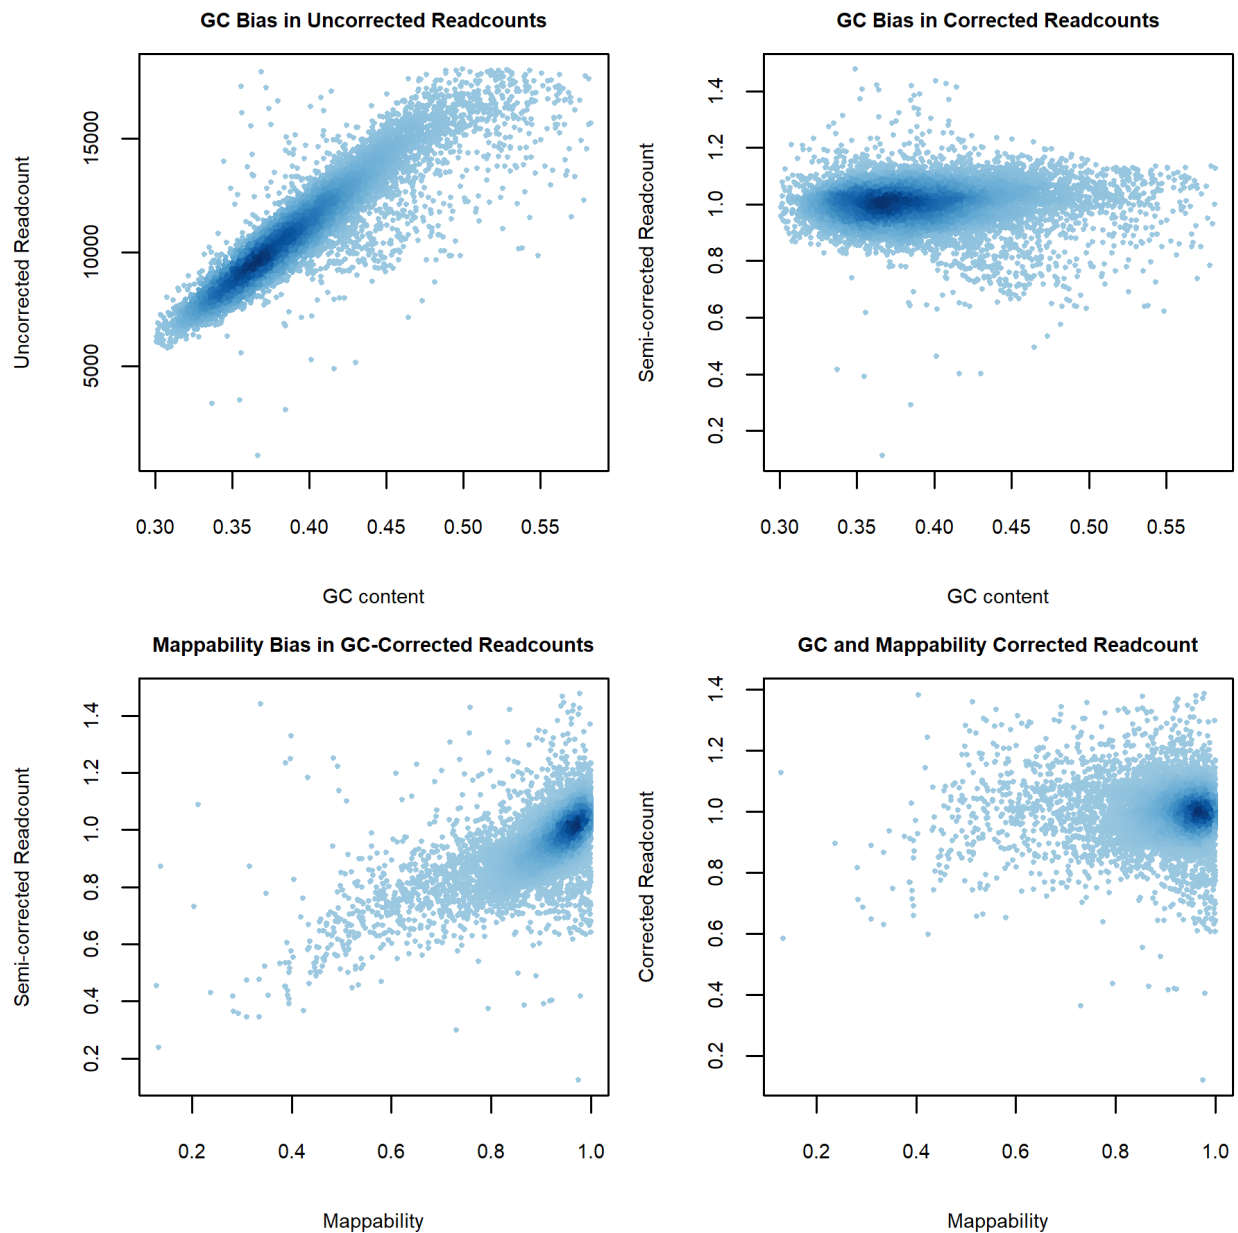 GC Bias in Uncorrected Readcounts
Uncorrected Readcount
15000
10000
5000
0.30 0.35 0.40 0.45 0.50 0.55
GC content
GC Bias in Corrected Readcounts
Semi-corrected Readcount
1.4
1.2
1.0
0.8
0.6
0.4
0.2
0.30 0.35 0.40 0.45 0.50 0.55
GC content
Mappability Bias in GC-Corrected Readcounts
Semi-corrected Readcount
1.4
1.2
1.0
0.8
0.6
0.4
0.2
0.2 0.4 0.6 0.8 1.0
Mappability
GC and Mappability Corrected Readcount
Corrected Readcount
1.4
1.2
1.0
0.8
0.6
0.4
0.2
0.2 0.4 0.6 0.8 1.0
Mappability